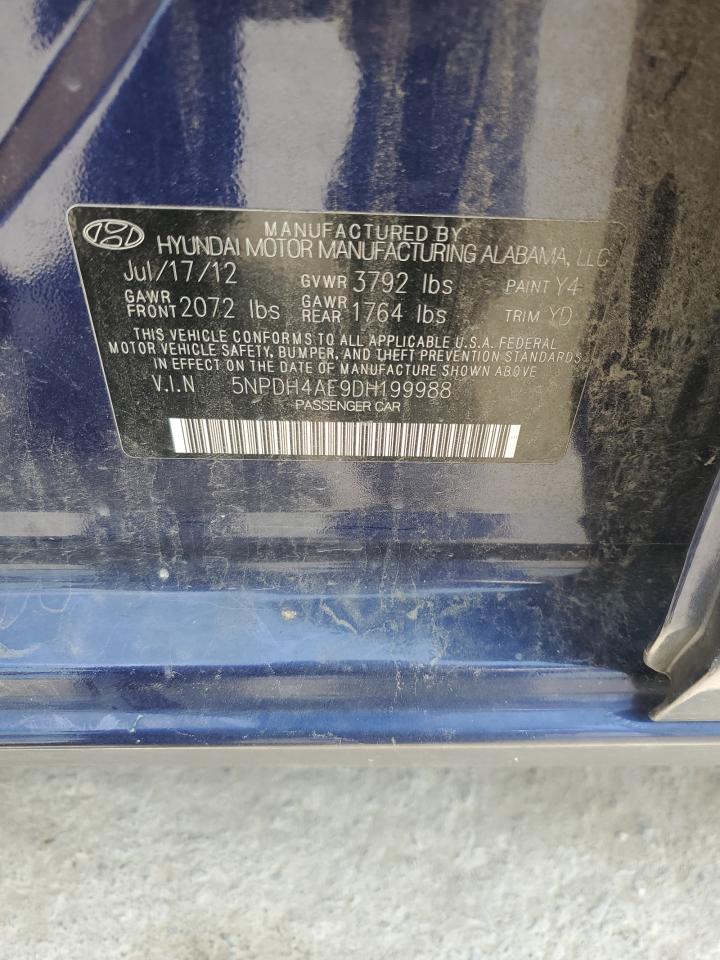 MANUFACTURED BY
HYUNDAI MOTOR MANUFACTURING ALABAMA, LLC
Jul/17/12 GVWR 3792 lbs PAINT Y4
GAWR FRONT 2072 lbs GAWR REAR 1764 lbs TRIM YD
THIS VEHICLE CONFORMS TO ALL APPLICABLE U.S.A. FEDERAL
MOTOR VEHICLE SAFETY, BUMPER, AND THEFT PREVENTION STANDARDS
IN EFFECT ON THE DATE OF MANUFACTURE SHOWN ABOVE
V.I.N 5NPDH4AE9DH199988
PASSENGER CAR